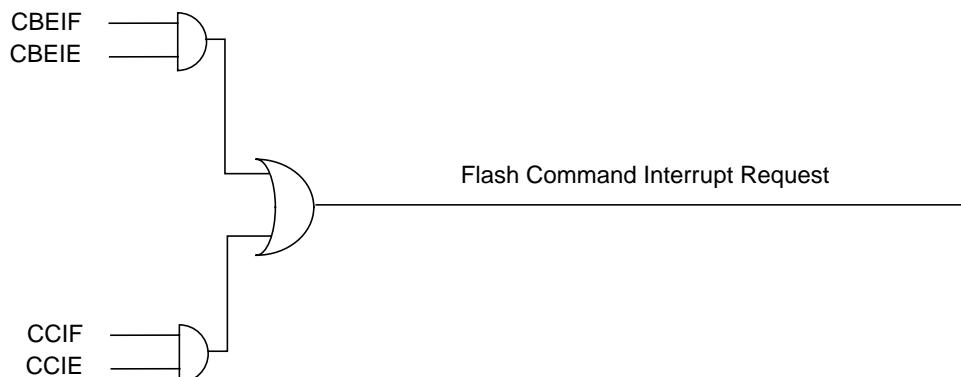 CBEIF
CBEIE
Flash Command Interrupt Request
CCIF
CCIE